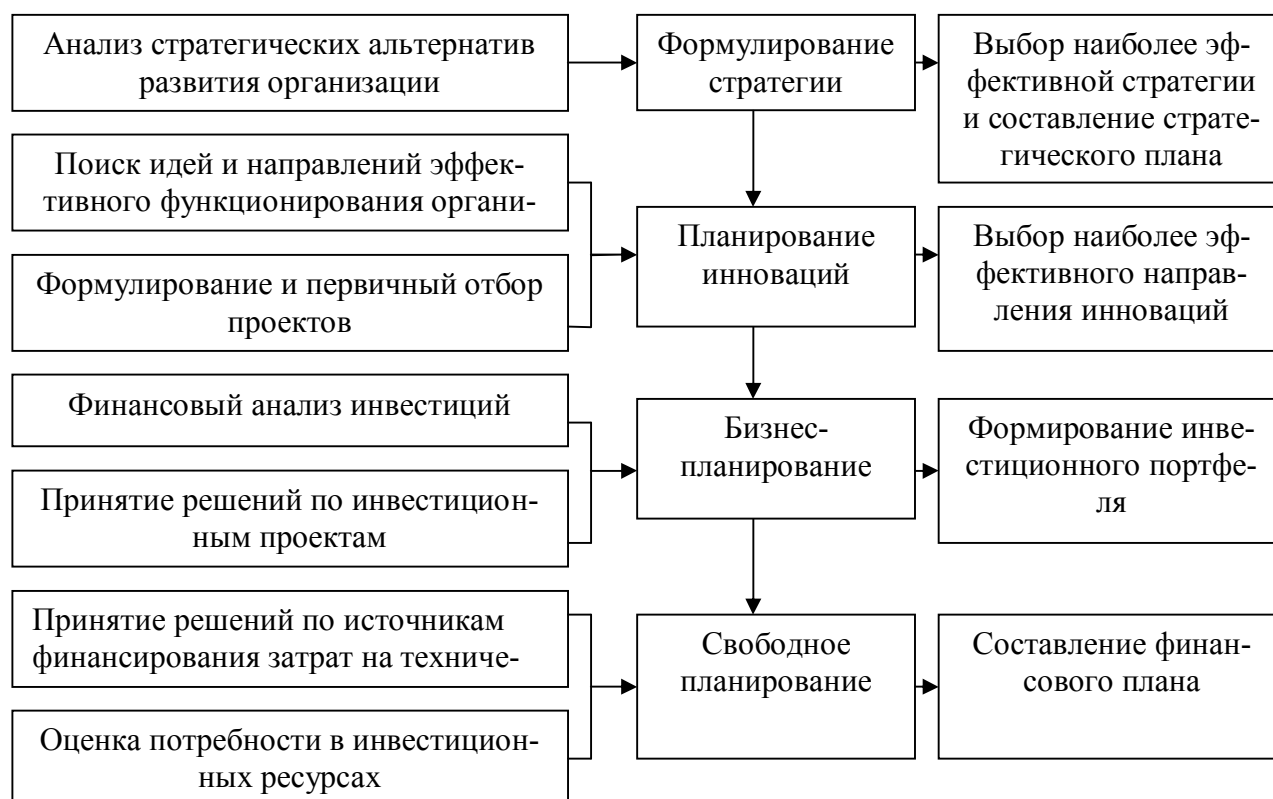 Анализ стратегических альтернатив
развития организации
Формулирование
стратегии
Выбор наиболее эф-
фективной стратегии
и составление страте-
гического плана
Поиск идей и направлений эффек-
тивного функционирования органи-
Формулирование и первичный отбор
проектов
Планирование
инноваций
Выбор наиболее эф-
фективного направ-
ления инноваций
Финансовый анализ инвестиций
Принятие решений по инвестицион-
ным проектам
Бизнес-
планирование
Формирование инве-
стиционного портфе-
ля
Принятие решений по источникам
финансирования затрат на техниче-
Оценка потребности в инвестицион-
ных ресурсах
Свободное
планирование
Составление финан-
сового плана